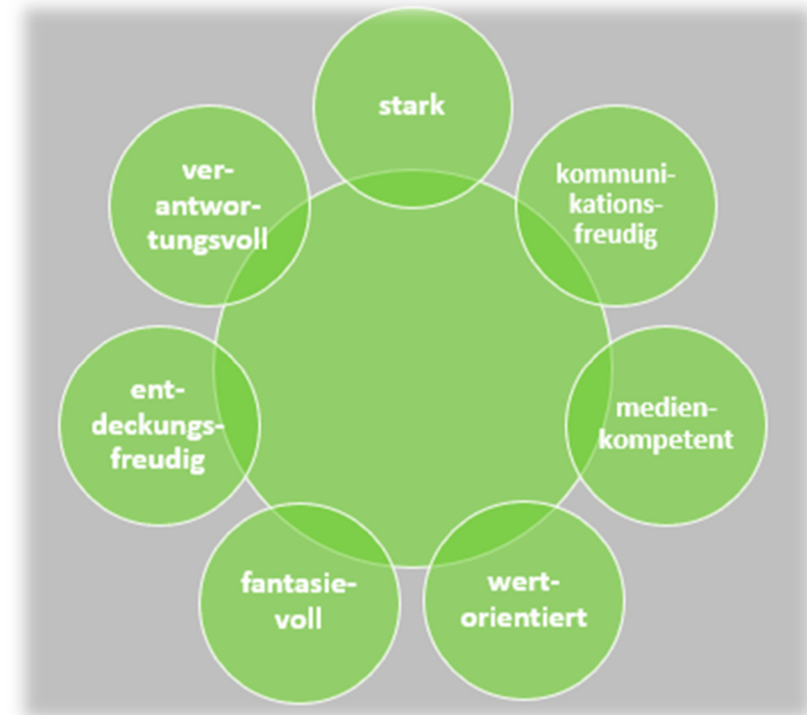 stark
kommuni-
kations-
freudig
medien-
kompetent
wert-
orientiert
fantasie-
voll
ent-
deckungs-
freudig
ver-
antwor-
tungsvoll